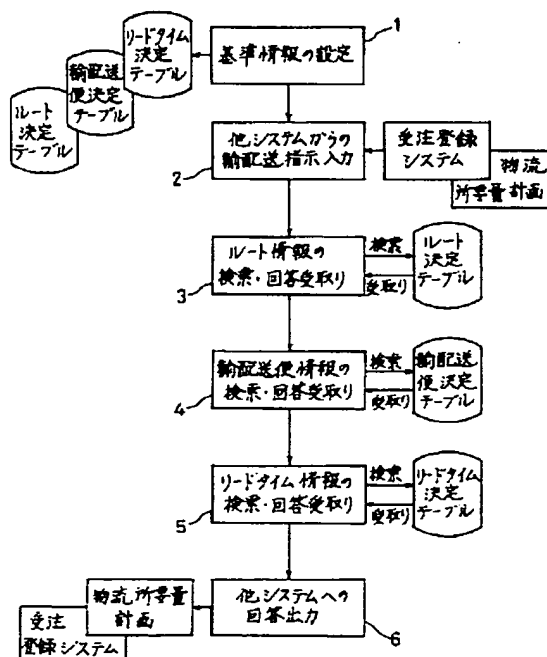 リードタイム
決定
テーブル
輸配送
便決定
テーブル
ルート
決定
テーブル
基準情報の設定
1
他システムからの
輸配送指示入力
2
受注登録
システム
物流
所要量計画
ルート情報の
検索・回答受取り
3
検索
受取り
ルート
決定
テーブル
輸配送便情報の
検索・回答受取り
4
検索
受取り
輸配送
便決定
テーブル
リードタイム情報の
検索・回答受取り
5
検索
受取り
リードタイム
決定
テーブル
他システムへの
回答出力
6
物流所要量
計画
受注
登録システム